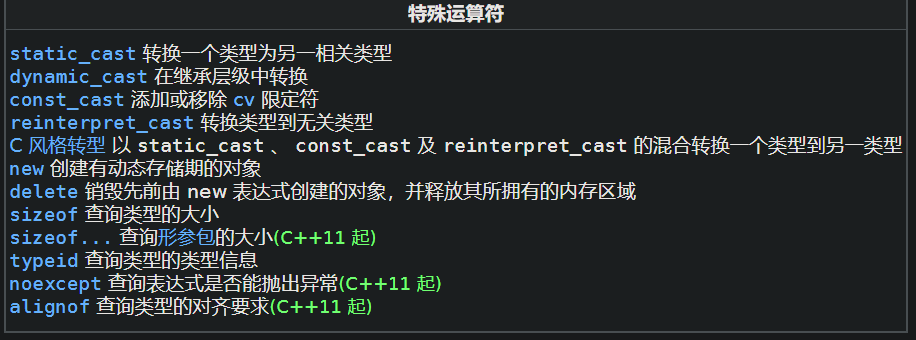 特殊运算符
static_cast 转换一个类型为另一相关类型
dynamic_cast 在继承层级中转换
const_cast 添加或移除 cv 限定符
reinterpret_cast 转换类型到无关类型
C 风格转型 以 static_cast 、 const_cast 及 reinterpret_cast 的混合转换一个类型到另一类型
new 创建有动态存储期的对象
delete 销毁先前由 new 表达式创建的对象，并释放其所拥有的内存区域
sizeof 查询类型的大小
sizeof... 查询形参包的大小(C++11 起)
typeid 查询类型的类型信息
noexcept 查询表达式是否能抛出异常(C++11 起)
alignof 查询类型的对齐要求(C++11 起)